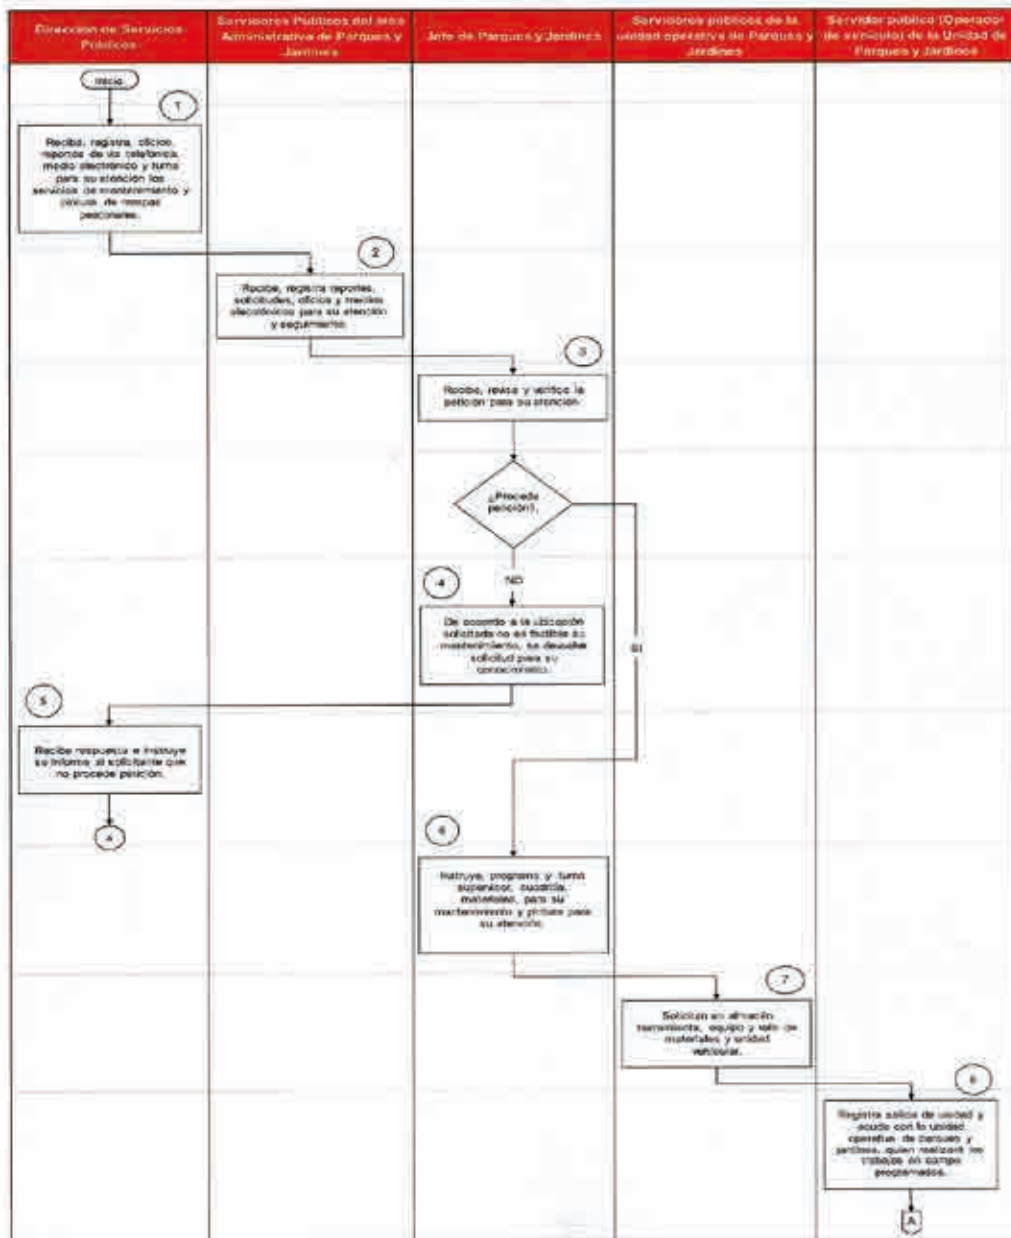 Dirección de Servicios
Públicos
Servidores Públicos del área
Administrativa de Parques y
Jardines
Jefe de Parques y Jardines
Servidores públicos de la
unidad operativa de Parques y
Jardines
Servidor público (Operador
de vehículo) de la Unidad de
Parques y Jardines
Inicio
1
Recibe, registra, oficios,
reportes de vía telefónica,
medio electrónico y turna
para su atención los
servicios de mantenimiento y
pintura de rampas
peatonales.
2
Recibe, registra reportes,
solicitudes, oficios y medios
electrónicos para su atención
y seguimiento.
3
Recibe, revisa y verifica la
petición para su atención.
¿Procede
petición?.
NO
SI
4
De acuerdo a la ubicación
solicitada no es factible su
mantenimiento, se devuelve
solicitud para su
conocimiento.
5
Recibe respuesta e instruye
se informe al solicitante que
no procede petición.
6
Instruye, programa y turna
supervisor, cuadrilla,
materiales, para su
mantenimiento y pintura para
su atención.
7
Solicitan en almacén
herramienta, equipo y vale de
materiales y unidad
vehicular.
8
Registra salida de unidad y
acude con la unidad
operativa de parques y
jardines, quien realizará los
trabajos en campo
programados.
A